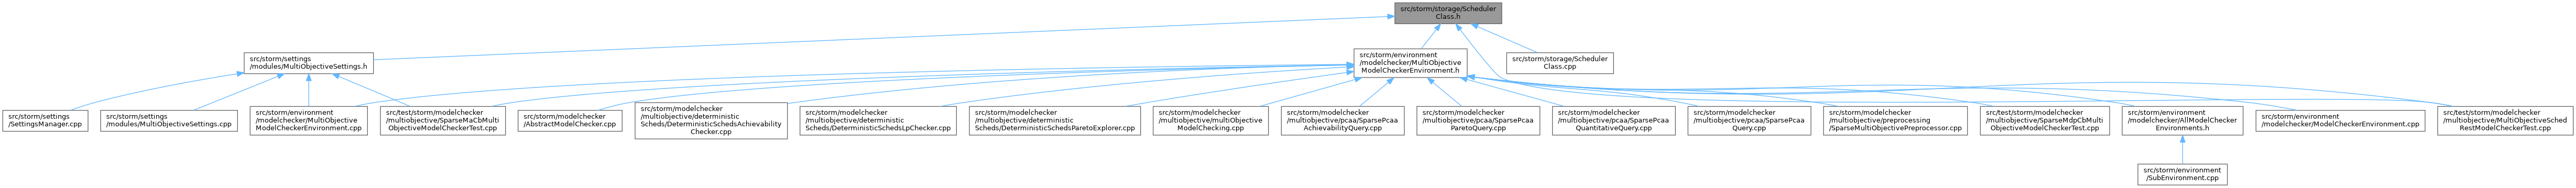 src/storm/storage/Scheduler
Class.h
src/storm/settings
/modules/MultiObjectiveSettings.h
src/storm/environment
/modelchecker/MultiObjective
ModelCheckerEnvironment.h
src/storm/storage/Scheduler
Class.cpp
src/storm/settings
/SettingsManager.cpp
src/storm/settings
/modules/MultiObjectiveSettings.cpp
src/storm/environment
/modelchecker/MultiObjective
ModelCheckerEnvironment.cpp
src/test/storm/modelchecker
/multiobjective/SparseMaCbMulti
ObjectiveModelCheckerTest.cpp
src/storm/modelchecker
/AbstractModelChecker.cpp
src/storm/modelchecker
/multiobjective/deterministic
Scheds/DeterministicSchedsAchievability
Checker.cpp
src/storm/modelchecker
/multiobjective/deterministic
Scheds/DeterministicSchedsLpChecker.cpp
src/storm/modelchecker
/multiobjective/deterministic
Scheds/DeterministicSchedsParetoExplorer.cpp
src/storm/modelchecker
/multiobjective/multiObjective
ModelChecking.cpp
src/storm/modelchecker
/multiobjective/pcaa/SparsePcaa
AchievabilityQuery.cpp
src/storm/modelchecker
/multiobjective/pcaa/SparsePcaa
ParetoQuery.cpp
src/storm/modelchecker
/multiobjective/pcaa/SparsePcaa
QuantitativeQuery.cpp
src/storm/modelchecker
/multiobjective/pcaa/SparsePcaa
Query.cpp
src/storm/modelchecker
/multiobjective/preprocessing
/SparseMultiObjectivePreprocessor.cpp
src/test/storm/modelchecker
/multiobjective/SparseMdpCbMulti
ObjectiveModelCheckerTest.cpp
src/storm/environment
/modelchecker/AllModelChecker
Environments.h
src/storm/environment
/modelchecker/ModelCheckerEnvironment.cpp
src/test/storm/modelchecker
/multiobjective/MultiObjectiveSched
RestModelCheckerTest.cpp
src/storm/environment
/SubEnvironment.cpp